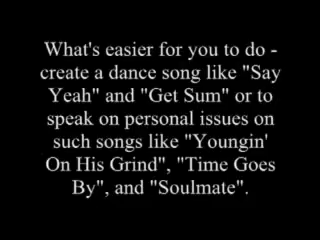 What's easier for you to do -
create a dance song like "Say
Yeah" and "Get Sum" or to
speak on personal issues on
such songs like "Youngin'
On His Grind", "Time Goes
By", and "Soulmate".